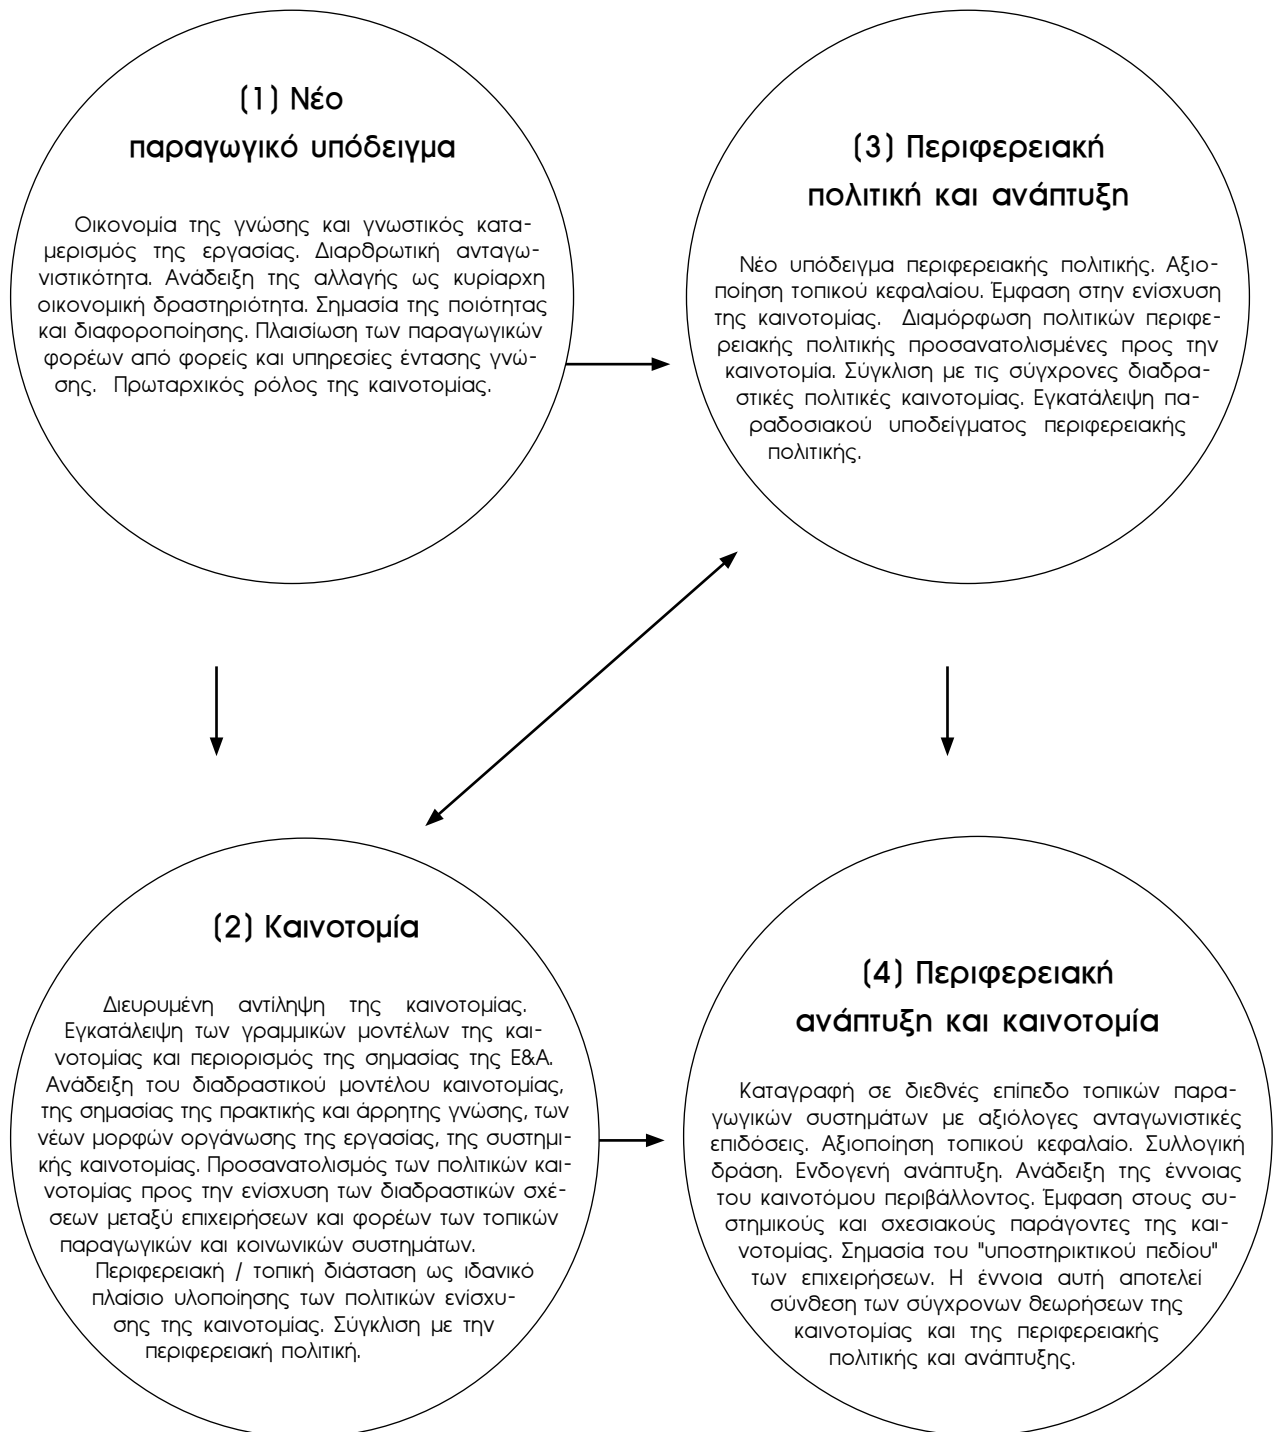 (1) Νέο
παραγωγικό υπόδειγμα
Οικονομία της γνώσης και γνωστικός κατα-
μερισμός της εργασίας. Διαρθρωτική ανταγω-
νιστικότητα. Ανάδειξη της αλλαγής ως κυρίαρχη
οικονομική δραστηριότητα. Σημασία της ποιότητας
και διαφοροποίησης. Πλαισίωση των παραγωγικών
φορέων από φορείς και υπηρεσίες έντασης γνώ-
σης. Πρωταρχικός ρόλος της καινοτομίας.
(2) Καινοτομία
Διευρυμένη αντίληψη της καινοτομίας.
Εγκατάλειψη των γραμμικών μοντέλων της και-
νοτομίας και περιορισμός της σημασίας της Ε&Α.
Ανάδειξη του διαδραστικού μοντέλου καινοτομίας,
της σημασίας της πρακτικής και άρρητης γνώσης, των
νέων μορφών οργάνωσης της εργασίας, της συστημι-
κής καινοτομίας. Προσανατολισμός των πολιτικών και-
νοτομίας προς την ενίσχυση των διαδραστικών σχέ-
σεων μεταξύ επιχειρήσεων και φορέων των τοπικών
παραγωγικών και κοινωνικών συστημάτων.
Περιφερειακή / τοπική διάσταση ως ιδανικό
πλαίσιο υλοποίησης των πολιτικών ενίσχυ-
σης της καινοτομίας. Σύγκλιση με την
περιφερειακή πολιτική.
(3) Περιφερειακή
πολιτική και ανάπτυξη
Νέο υπόδειγμα περιφερειακής πολιτικής. Αξιο-
ποίηση τοπικού κεφαλαίου. Έμφαση στην ενίσχυση
της καινοτομίας. Διαμόρφωση πολιτικών περιφε-
ρειακής πολιτικής προσανατολισμένες προς την
καινοτομία. Σύγκλιση με τις σύγχρονες διαδρα-
στικές πολιτικές καινοτομίας. Εγκατάλειψη πα-
ραδοσιακού υποδείγματος περιφερειακής
πολιτικής.
(4) Περιφερειακή
ανάπτυξη και καινοτομία
Καταγραφή σε διεθνές επίπεδο τοπικών παρα-
γωγικών συστημάτων με αξιόλογες ανταγωνιστικές
επιδόσεις. Αξιοποίηση τοπικού κεφαλαίο. Συλλογική
δράση. Ενδογενή ανάπτυξη. Ανάδειξη της έννοιας
του καινοτόμου περιβάλλοντος. Έμφαση στους συ-
στημικούς και σχεσιακούς παράγοντες της και-
νοτομίας. Σημασία του "υποστηρικτικού πεδίου"
των επιχειρήσεων. Η έννοια αυτή αποτελεί
σύνθεση των σύγχρονων θεωρήσεων της
καινοτομίας και της περιφερειακής
πολιτικής και ανάπτυξης.